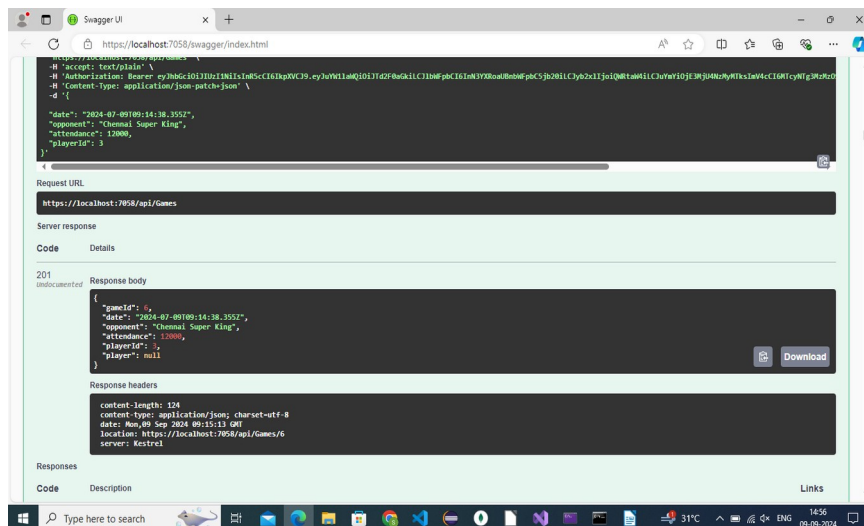 Swagger UI
https://localhost:7058/swagger/index.html
'https://localhost:7058/api/Games' \
-H 'accept: text/plain' \
-H 'Content-Type: application/json-patch+json' \
-d '{
"date": "2024-07-09T09:14:38.355Z",
"opponent": "Chennai Super King",
"attendance": 12000,
"playerId": 3
}'
Request URL
https://localhost:7058/api/Games
Server response
Code Details
201
Undocumented
Response body
{
"gameId": 6,
"date": "2024-07-09T09:14:38.355Z",
"opponent": "Chennai Super King",
"attendance": 12000,
"playerId": 3,
"player": null
}
Download
Response headers
content-length: 124
content-type: application/json; charset=utf-8
date: Mon,09 Sep 2024 09:15:13 GMT
location: https://localhost:7058/api/Games/6
server: Kestrel
Responses
Code Description Links
Type here to search
31°C ENG 14:56
09-09-2024